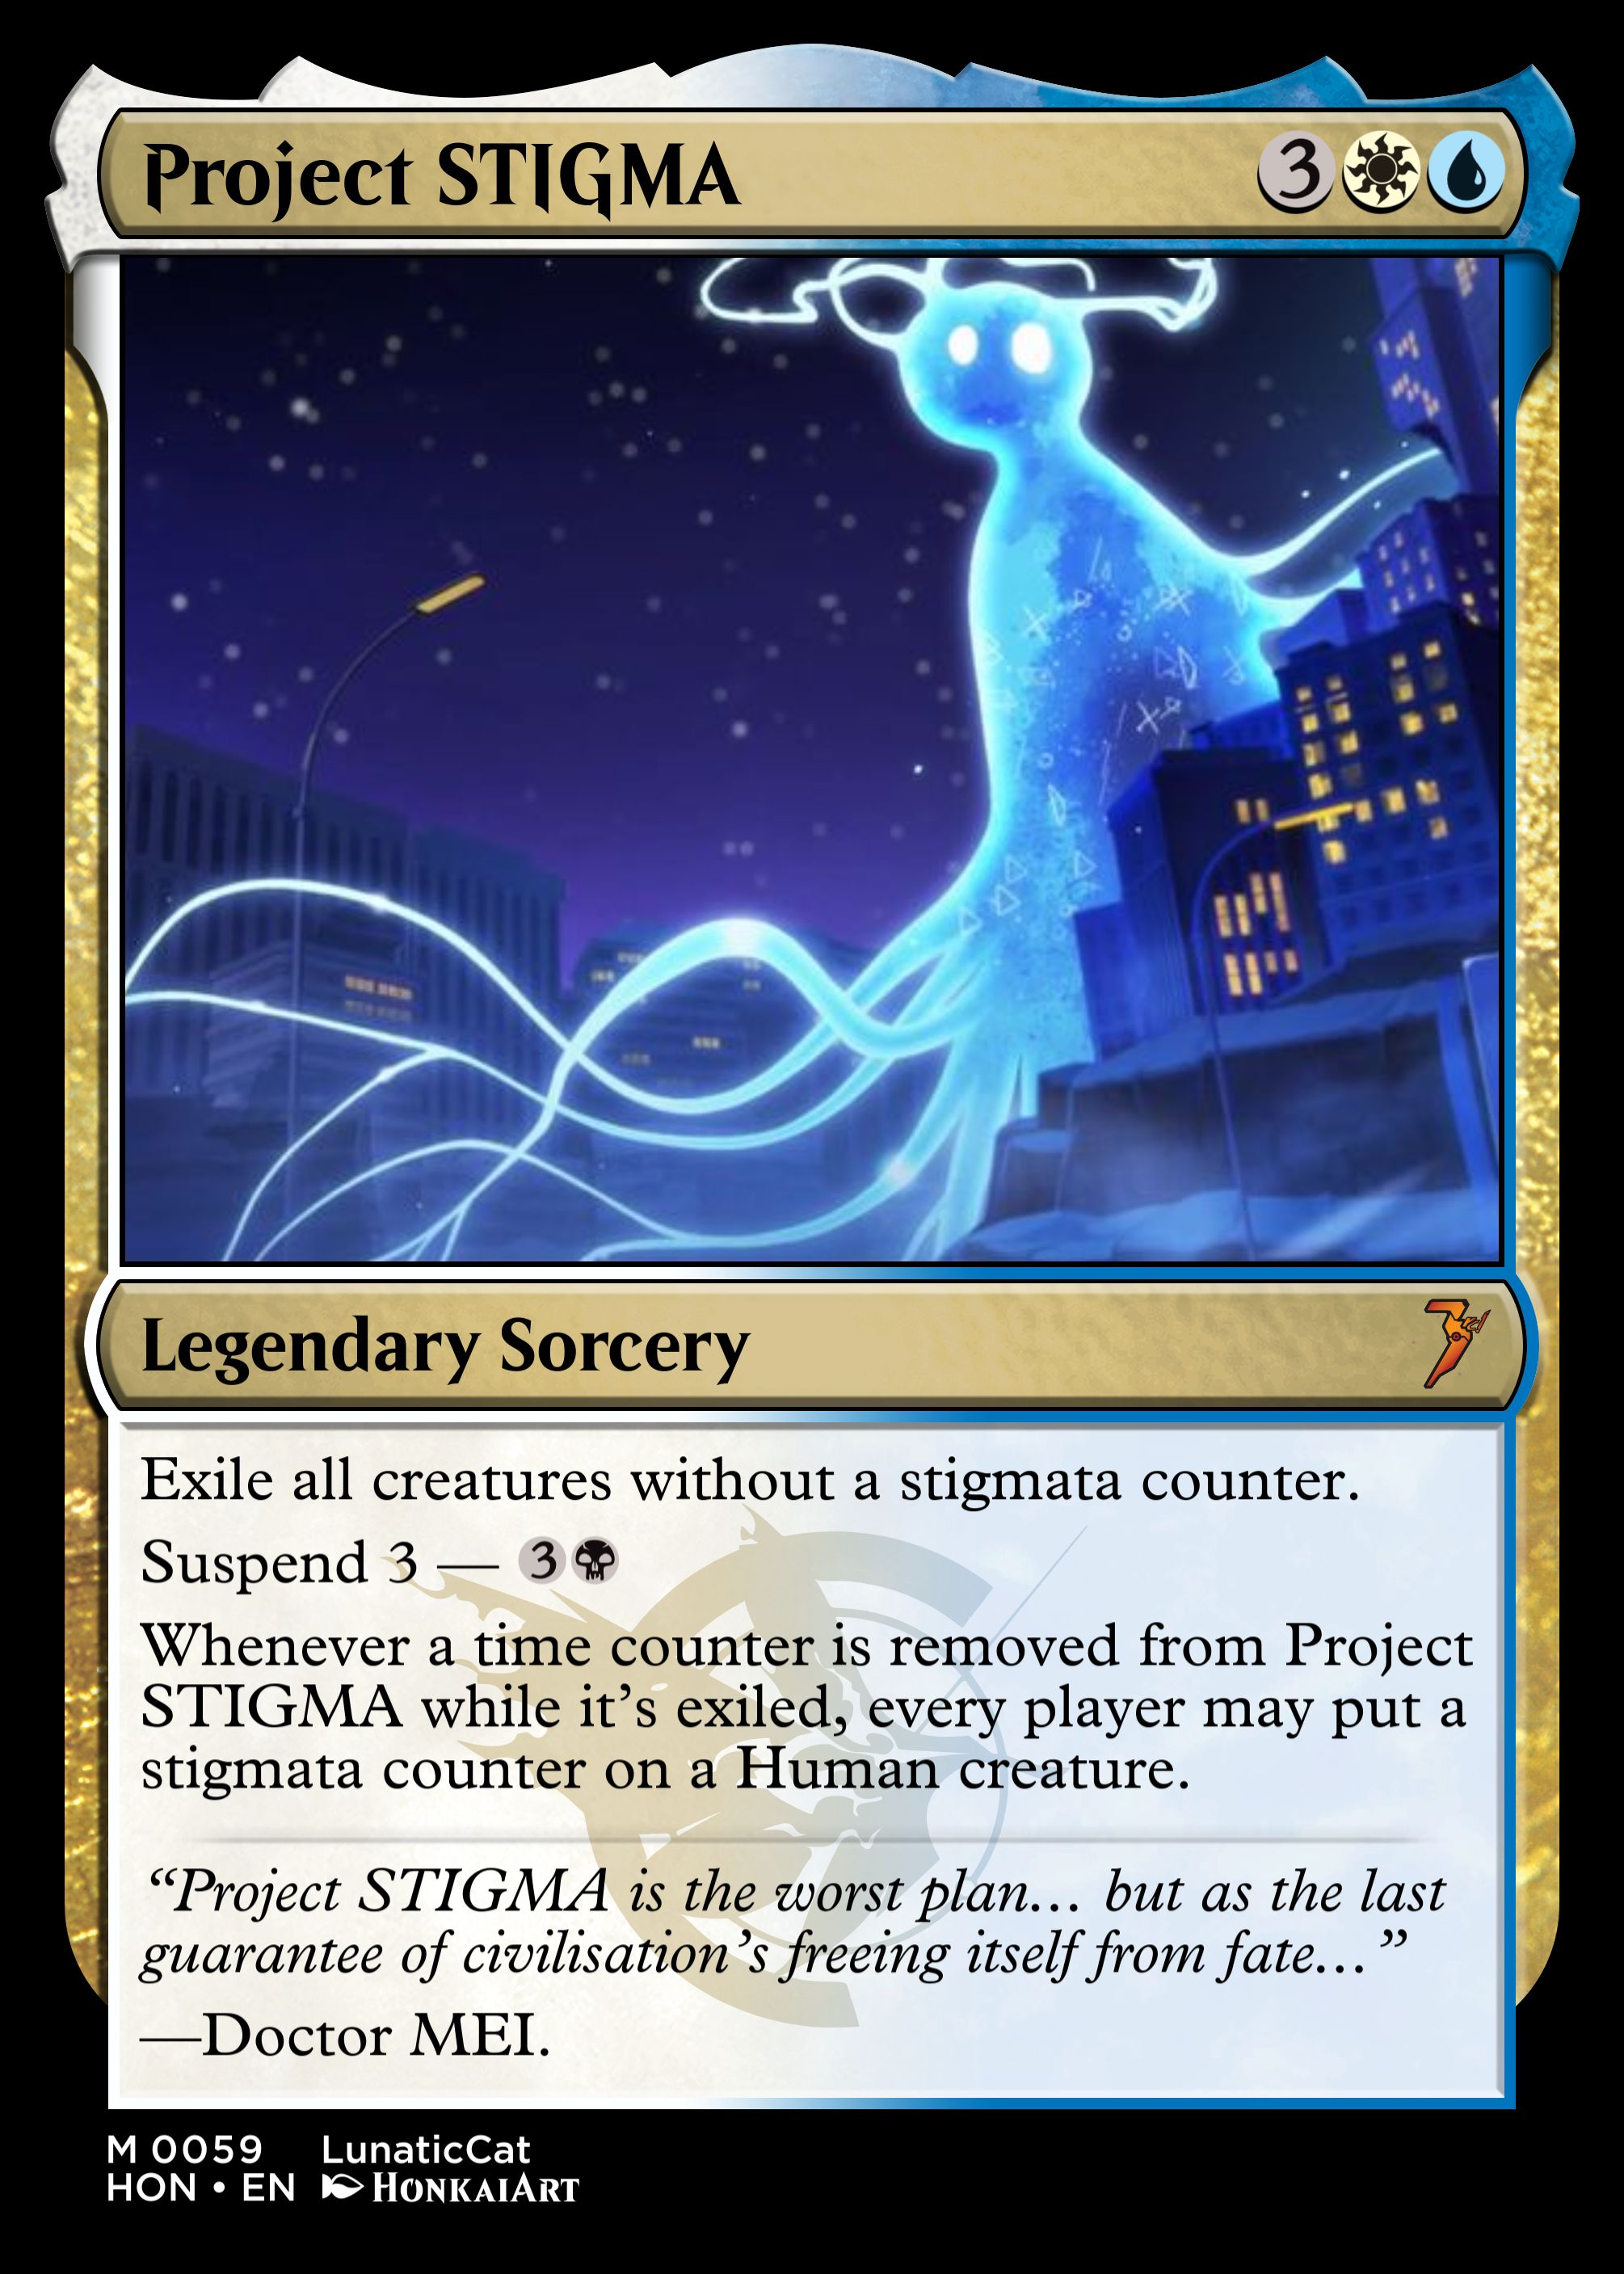 Project STIGMA 3
Legendary Sorcery
Exile all creatures without a stigmata counter.
Suspend 3 — 3
Whenever a time counter is removed from Project
STIGMA while it’s exiled, every player may put a
stigmata counter on a Human creature.
“Project STIGMA is the worst plan… but as the last
guarantee of civilisation’s freeing itself from fate…”
—Doctor MEI.
M 0059 LunaticCat
HON • EN HONKAIART